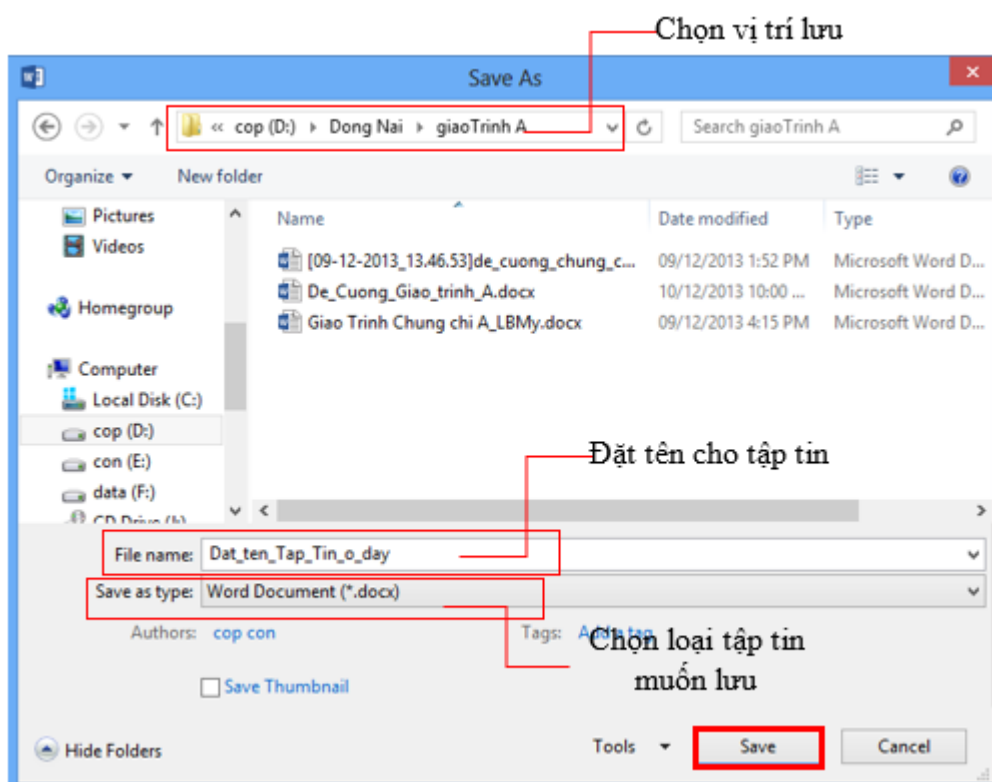 Chọn vị trí lưu
Save As
« cop (D:) Dong Nai giaoTrinh A
Search giaoTrinh A
Organize New folder
Pictures
Videos
Homegroup
Computer
Local Disk (C:)
cop (D:)
con (E:)
data (F:)
CD Drive (I:)
Name Date modified Type
[09-12-2013_13.46.53]de_cuong_chung_c... 09/12/2013 1:52 PM Microsoft Word D...
De_Cuong_Giao_trinh_A.docx 10/12/2013 10:00 ... Microsoft Word D...
Giao Trinh Chung chi A_LBMy.docx 09/12/2013 4:15 PM Microsoft Word D...
Đặt tên cho tập tin
File name: Dat_ten_Tap_Tin_o_day
Save as type: Word Document (*.docx)
Authors: cop con Tags: Add a tag
Chọn loại tập tin
muốn lưu
Save Thumbnail
Hide Folders Tools Save Cancel